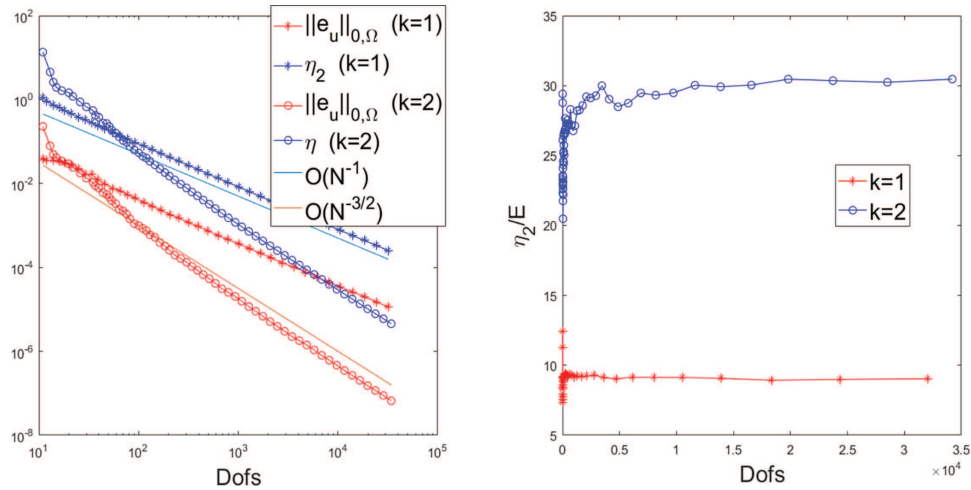 10^2
10^0
10^-2
10^-4
10^-6
10^-8
10^1
10^2
10^3
10^4
10^5
Dofs
||e_u||_0,Ω (k=1)
η_2 (k=1)
||e_u||_0,Ω (k=2)
η (k=2)
O(N^-1)
O(N^-3/2)
35
30
25
20
15
10
5
η_2/E
0
0.5
1
1.5
2
2.5
3
3.5
×10^4
Dofs
k=1
k=2